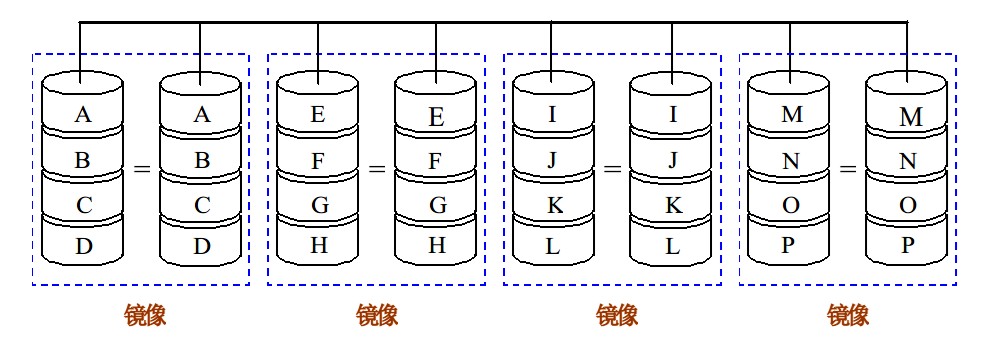 A A E E I I M M
B = B F = F J = J N = N
C C G G K K O O
D D H H L L P P
镜像 镜像 镜像 镜像